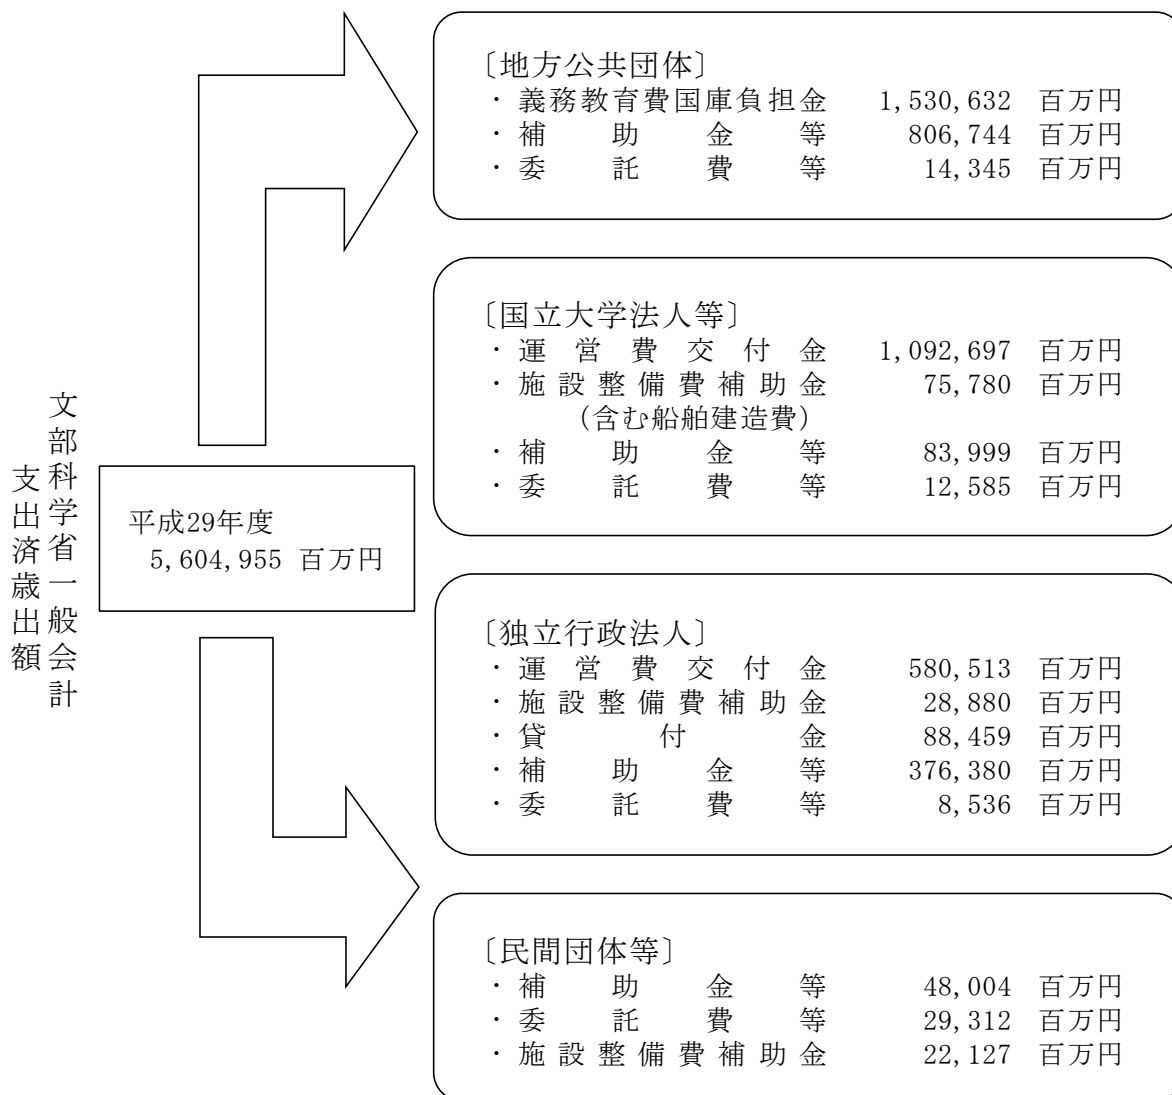 文部科学省一般会計
支出済歳出額
平成29年度
5,604,955 百万円
〔地方公共団体〕
・義務教育費国庫負担金 1,530,632 百万円
・補助金等 806,744 百万円
・委託費等 14,345 百万円
〔国立大学法人等〕
・運営費交付金 1,092,697 百万円
・施設整備費補助金 75,780 百万円
（含む船舶建造費）
・補助金等 83,999 百万円
・委託費等 12,585 百万円
〔独立行政法人〕
・運営費交付金 580,513 百万円
・施設整備費補助金 28,880 百万円
・貸付金 88,459 百万円
・補助金等 376,380 百万円
・委託費等 8,536 百万円
〔民間団体等〕
・補助金等 48,004 百万円
・委託費等 29,312 百万円
・施設整備費補助金 22,127 百万円